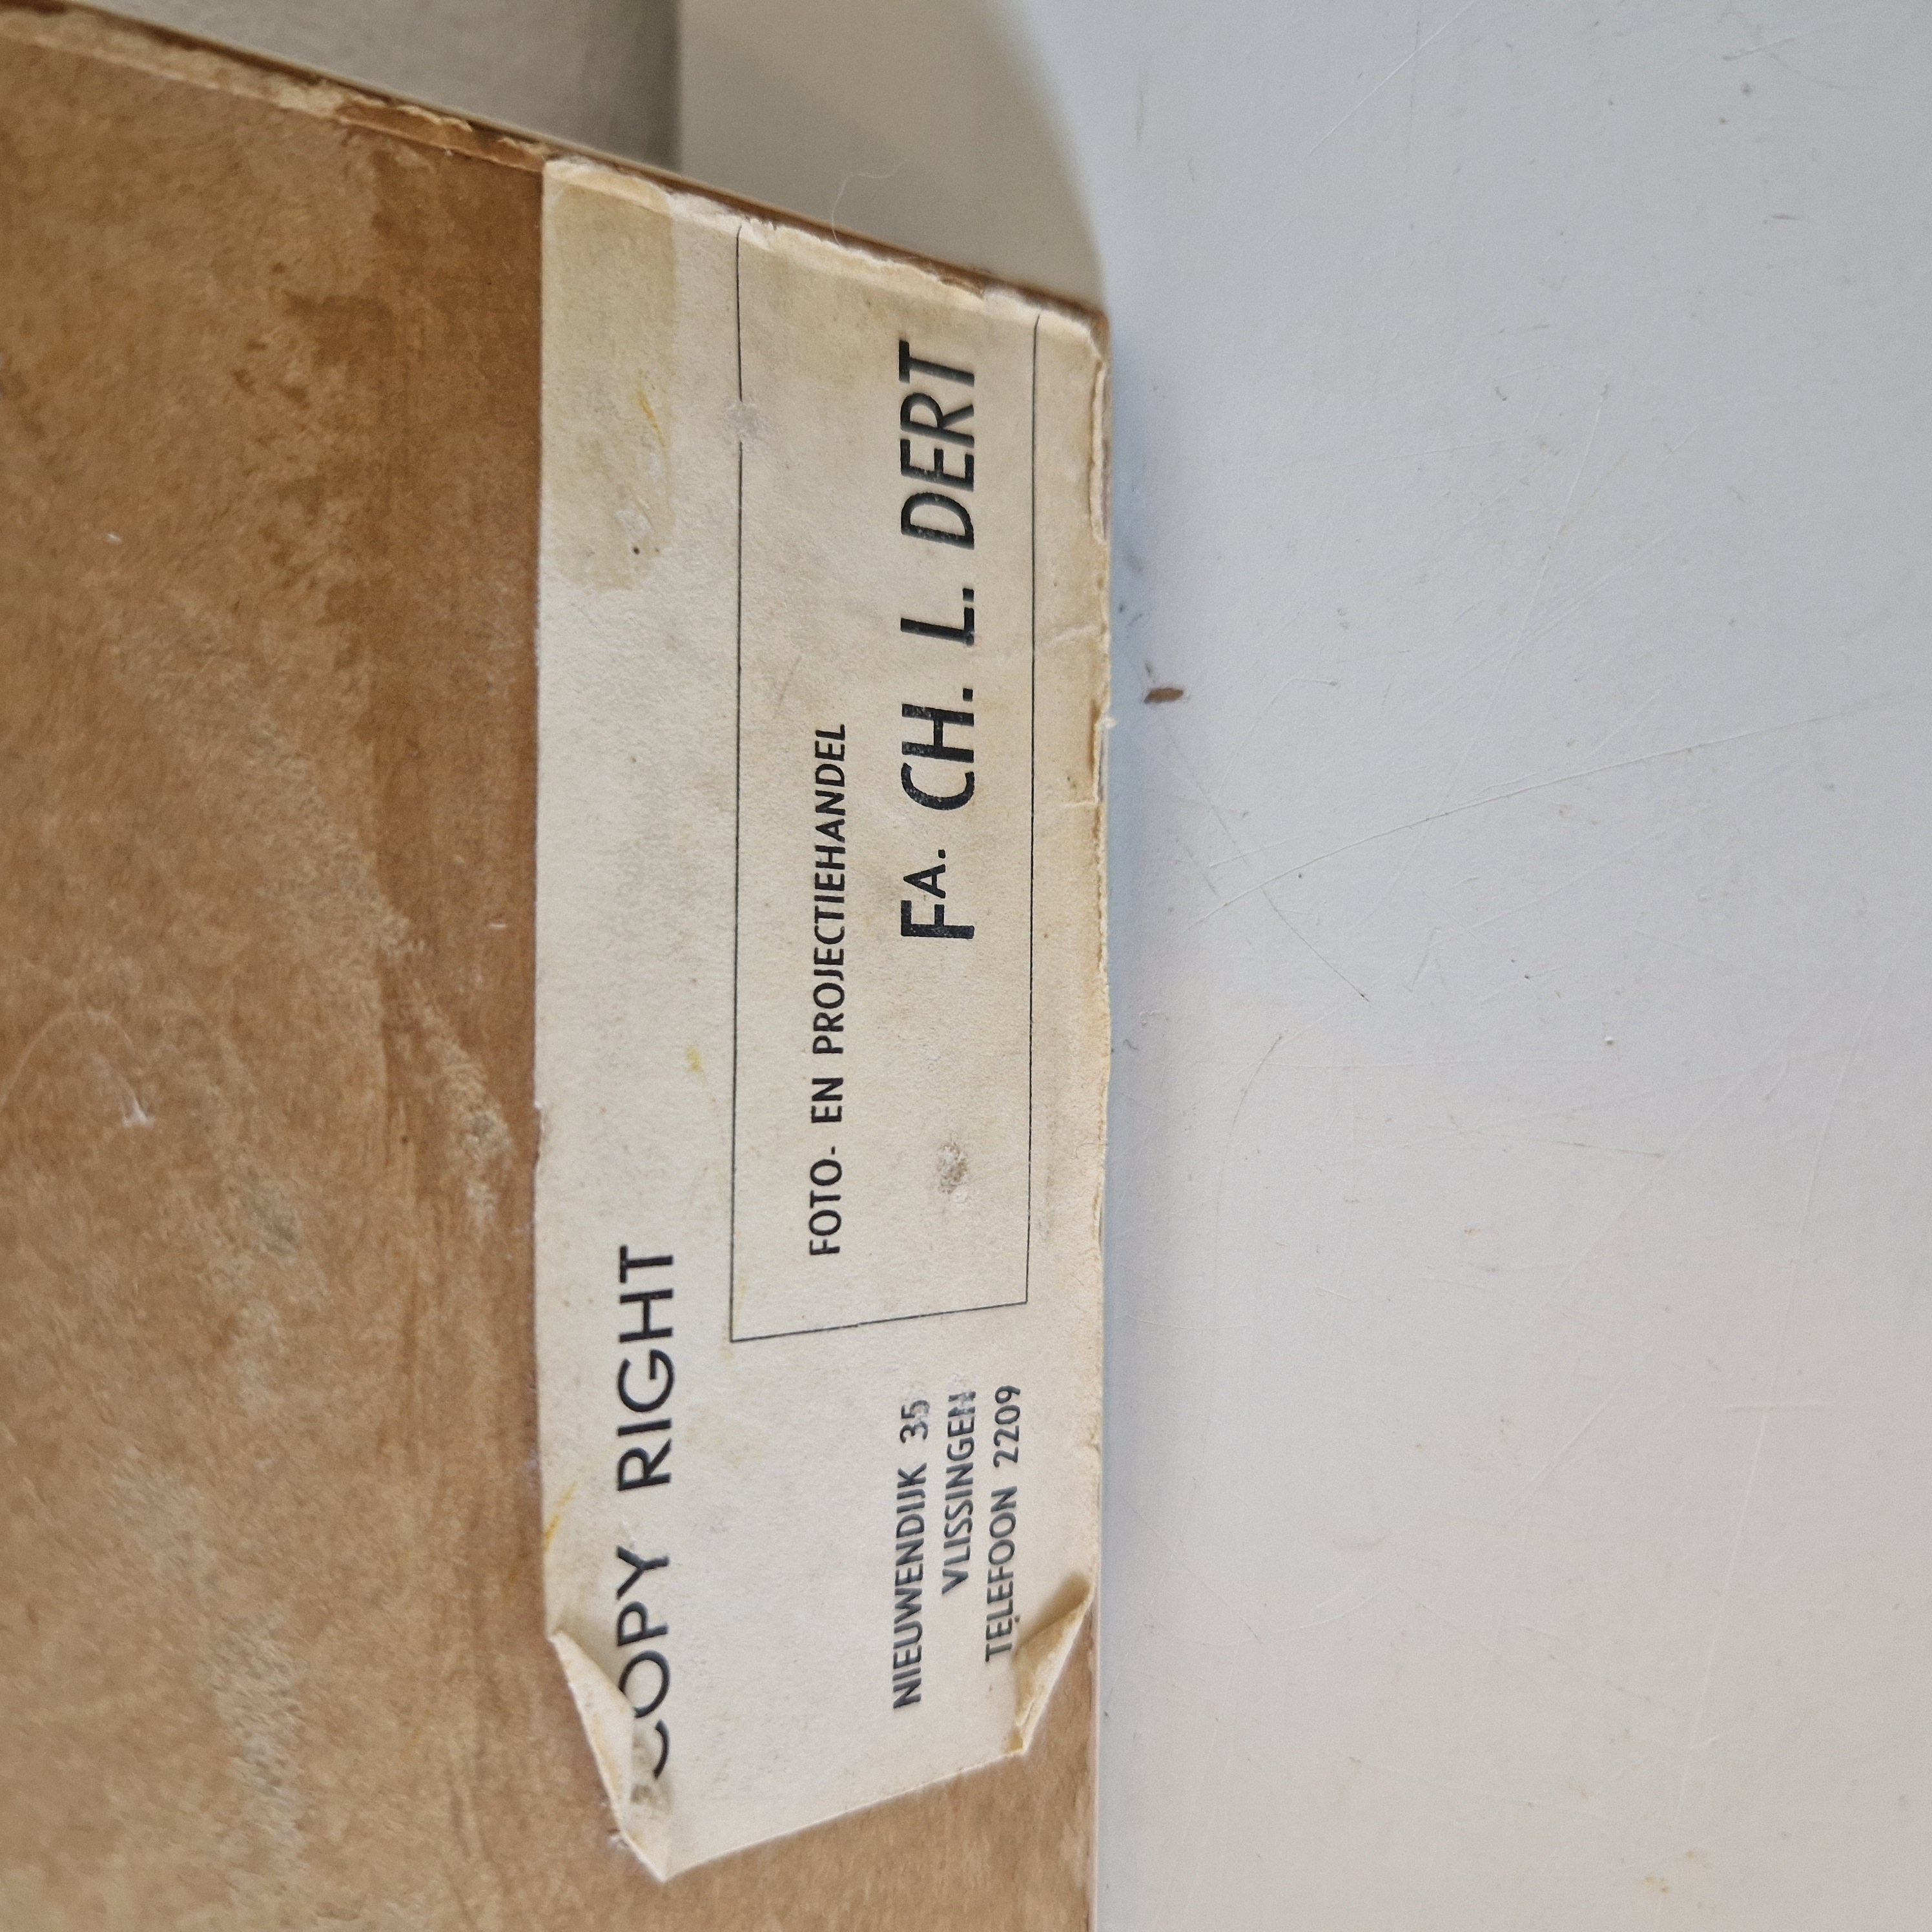 COPY RIGHT
FOTO- EN PROJECTIEHANDEL
FA. CH. L. DERT
NIEUWENDIJK 35
VLISSINGEN
TELEFOON 2209